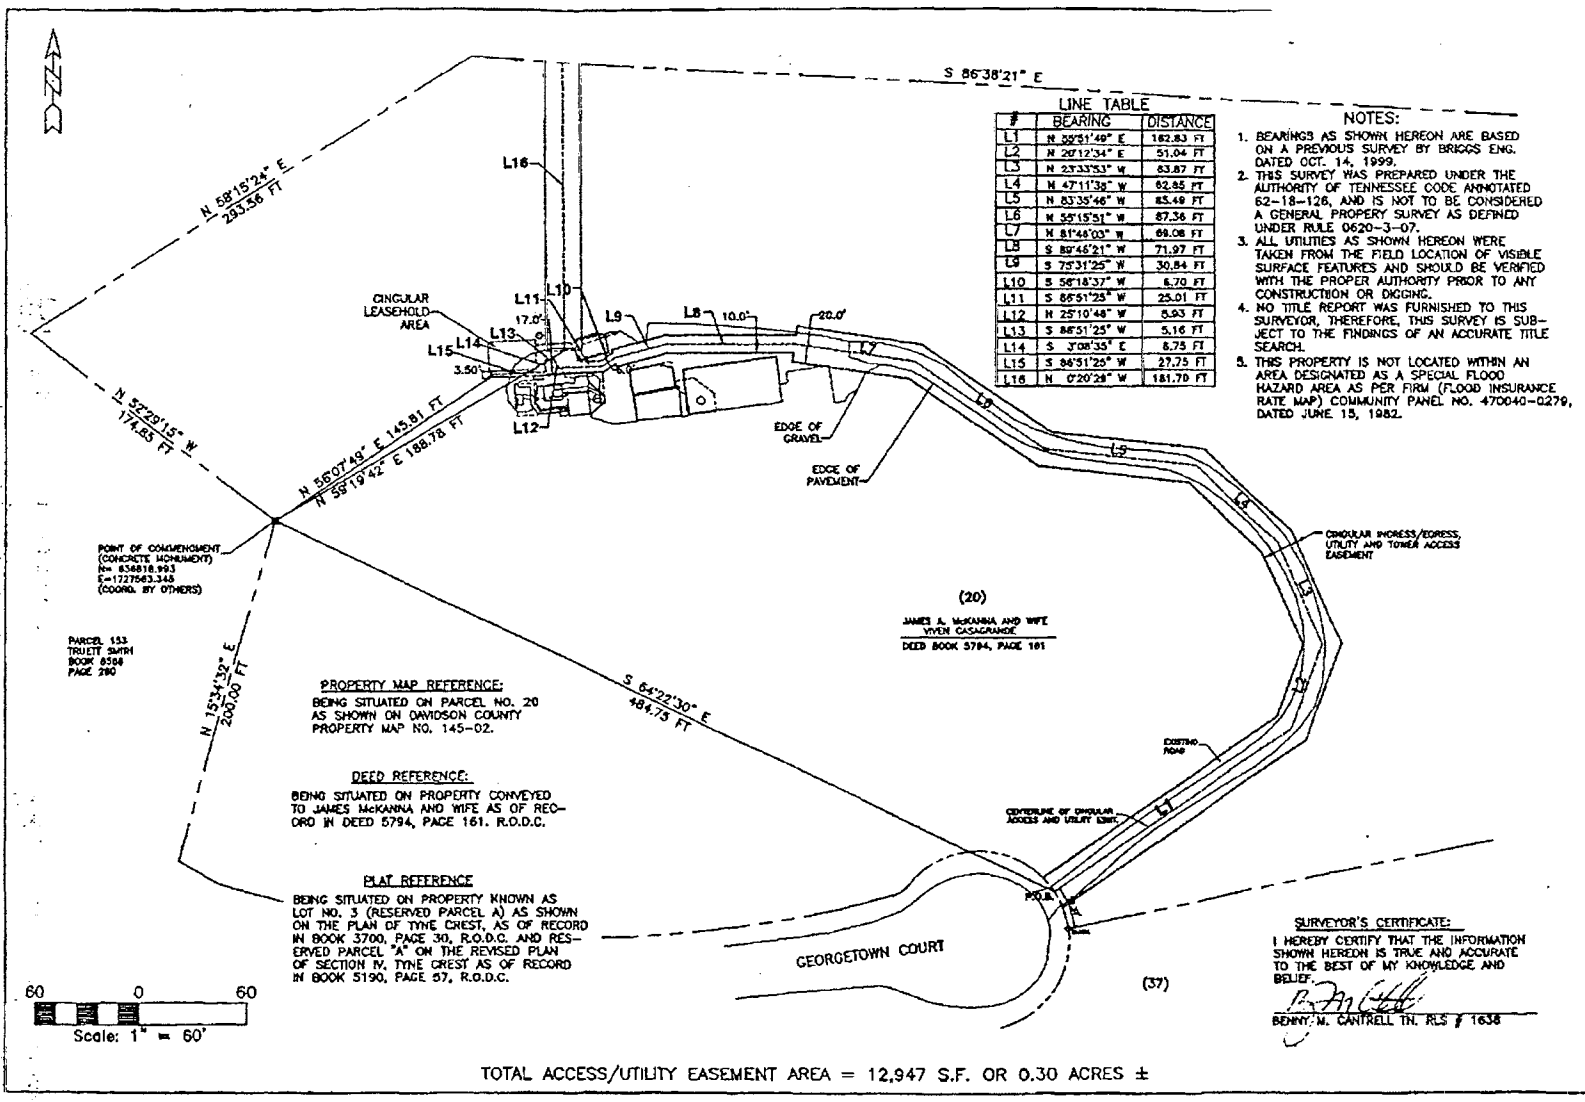 S 86°38'21" E
N 58°15'24" E
293.56 FT
N 52°29'15" W
174.85 FT
L16
L10
L11
17.0'
L9
L8
10.0'
20.0'
L7
CINGULAR
LEASEHOLD
AREA
L13
L14
L15
3.50'
L12
N 56°07'49" E 145.81 FT
N 59°19'42" E 188.78 FT
EDGE OF
GRAVEL
EDGE OF
PAVEMENT
L6
L5
L4
L3
L2
L1
LINE TABLE
# BEARING DISTANCE
L1 N 55°51'49" E 162.83 FT
L2 N 20°12'34" E 51.04 FT
L3 N 23°33'53" W 63.87 FT
L4 N 47°11'38" W 62.85 FT
L5 N 83°35'46" W 85.49 FT
L6 N 55°15'51" W 87.36 FT
L7 N 81°46'03" W 69.08 FT
L8 S 89°46'21" W 71.97 FT
L9 S 75°31'25" W 30.84 FT
L10 S 56°18'37" W 6.70 FT
L11 S 86°51'25" W 25.01 FT
L12 N 25°10'48" W 5.93 FT
L13 S 86°51'25" W 5.16 FT
L14 S 3°08'35" E 8.75 FT
L15 S 86°51'25" W 27.75 FT
L16 N 0°20'29" W 181.70 FT
NOTES:
1. BEARINGS AS SHOWN HEREON ARE BASED
ON A PREVIOUS SURVEY BY BRIGGS ENG.
DATED OCT. 14, 1999.
2. THIS SURVEY WAS PREPARED UNDER THE
AUTHORITY OF TENNESSEE CODE ANNOTATED
62-18-126, AND IS NOT TO BE CONSIDERED
A GENERAL PROPERTY SURVEY AS DEFINED
UNDER RULE 0620-3-07.
3. ALL UTILITIES AS SHOWN HEREON WERE
TAKEN FROM THE FIELD LOCATION OF VISIBLE
SURFACE FEATURES AND SHOULD BE VERIFIED
WITH THE PROPER AUTHORITY PRIOR TO ANY
CONSTRUCTION OR DIGGING.
4. NO TITLE REPORT WAS FURNISHED TO THIS
SURVEYOR, THEREFORE, THIS SURVEY IS SUB-
JECT TO THE FINDINGS OF AN ACCURATE TITLE
SEARCH.
5. THIS PROPERTY IS NOT LOCATED WITHIN AN
AREA DESIGNATED AS A SPECIAL FLOOD
HAZARD AREA AS PER FIRM (FLOOD INSURANCE
RATE MAP) COMMUNITY PANEL NO. 470040-0279,
DATED JUNE 15, 1982.
CINGULAR INGRESS/EGRESS,
UTILITY AND TOWER ACCESS
EASEMENT
POINT OF COMMENCMENT
(CONCRETE MONUMENT)
N= 636818.993
E=1727563.348
(COORD. BY OTHERS)
PARCEL 153
TRUETT SMITH
BOOK 8568
PAGE 280
N 15°34'32" E
200.00 FT
S 64°22'30" E
484.75 FT
(20)
JAMES A. McKANNA AND WIFE
VIVEN CASAGRANDE
DEED BOOK 5794, PAGE 161
PROPERTY MAP REFERENCE:
BEING SITUATED ON PARCEL NO. 20
AS SHOWN ON DAVIDSON COUNTY
PROPERTY MAP NO. 145-02.
DEED REFERENCE:
BEING SITUATED ON PROPERTY CONVEYED
TO JAMES McKANNA AND WIFE AS OF REC-
ORD IN DEED 5794, PAGE 161. R.O.D.C.
PLAT REFERENCE
BEING SITUATED ON PROPERTY KNOWN AS
LOT NO. 3 (RESERVED PARCEL A) AS SHOWN
ON THE PLAN OF TYNE CREST, AS OF RECORD
IN BOOK 3700, PAGE 30, R.O.D.C. AND RES-
ERVED PARCEL "A" ON THE REVISED PLAN
OF SECTION IV, TYNE CREST AS OF RECORD
IN BOOK 5190, PAGE 57, R.O.D.C.
EXISTING
ROAD
CENTERLINE OF CINGULAR
ACCESS AND UTILITY ESMT.
P.O.B.
GEORGETOWN COURT
(37)
SURVEYOR'S CERTIFICATE:
I HEREBY CERTIFY THAT THE INFORMATION
SHOWN HEREON IS TRUE AND ACCURATE
TO THE BEST OF MY KNOWLEDGE AND
BELIEF.
BENNY M. CANTRELL TN. RLS # 1638
60 0 60
Scale: 1" = 60'
TOTAL ACCESS/UTILITY EASEMENT AREA = 12,947 S.F. OR 0.30 ACRES ±